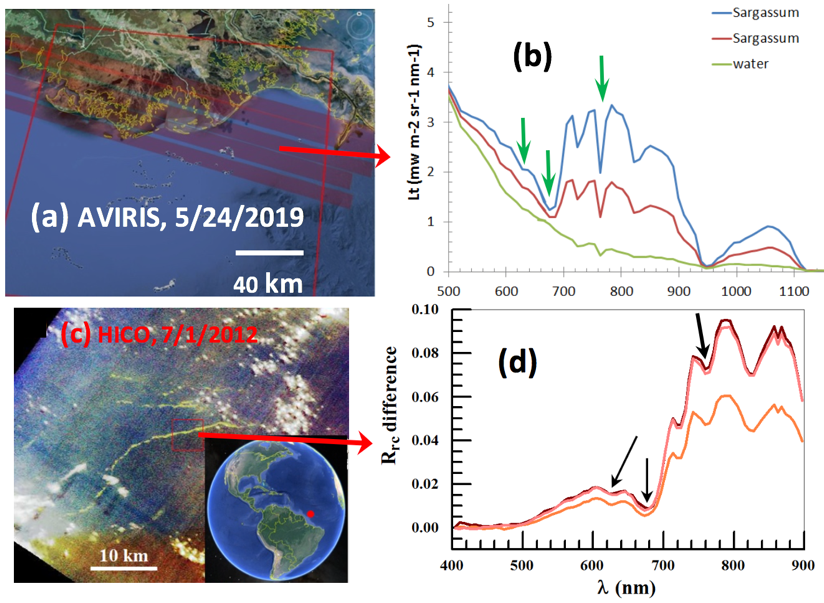 (a) AVIRIS, 5/24/2019
40 km
(b)
Sargassum
Sargassum
water
Lt (mw m-2 sr-1 nm-1)
5
4
3
2
1
0
500 600 700 800 900 1000 1100
(c) HICO, 7/1/2012
10 km
(d)
Rrc difference
0.10
0.08
0.06
0.04
0.02
0.00
400 500 600 700 800 900
λ (nm)